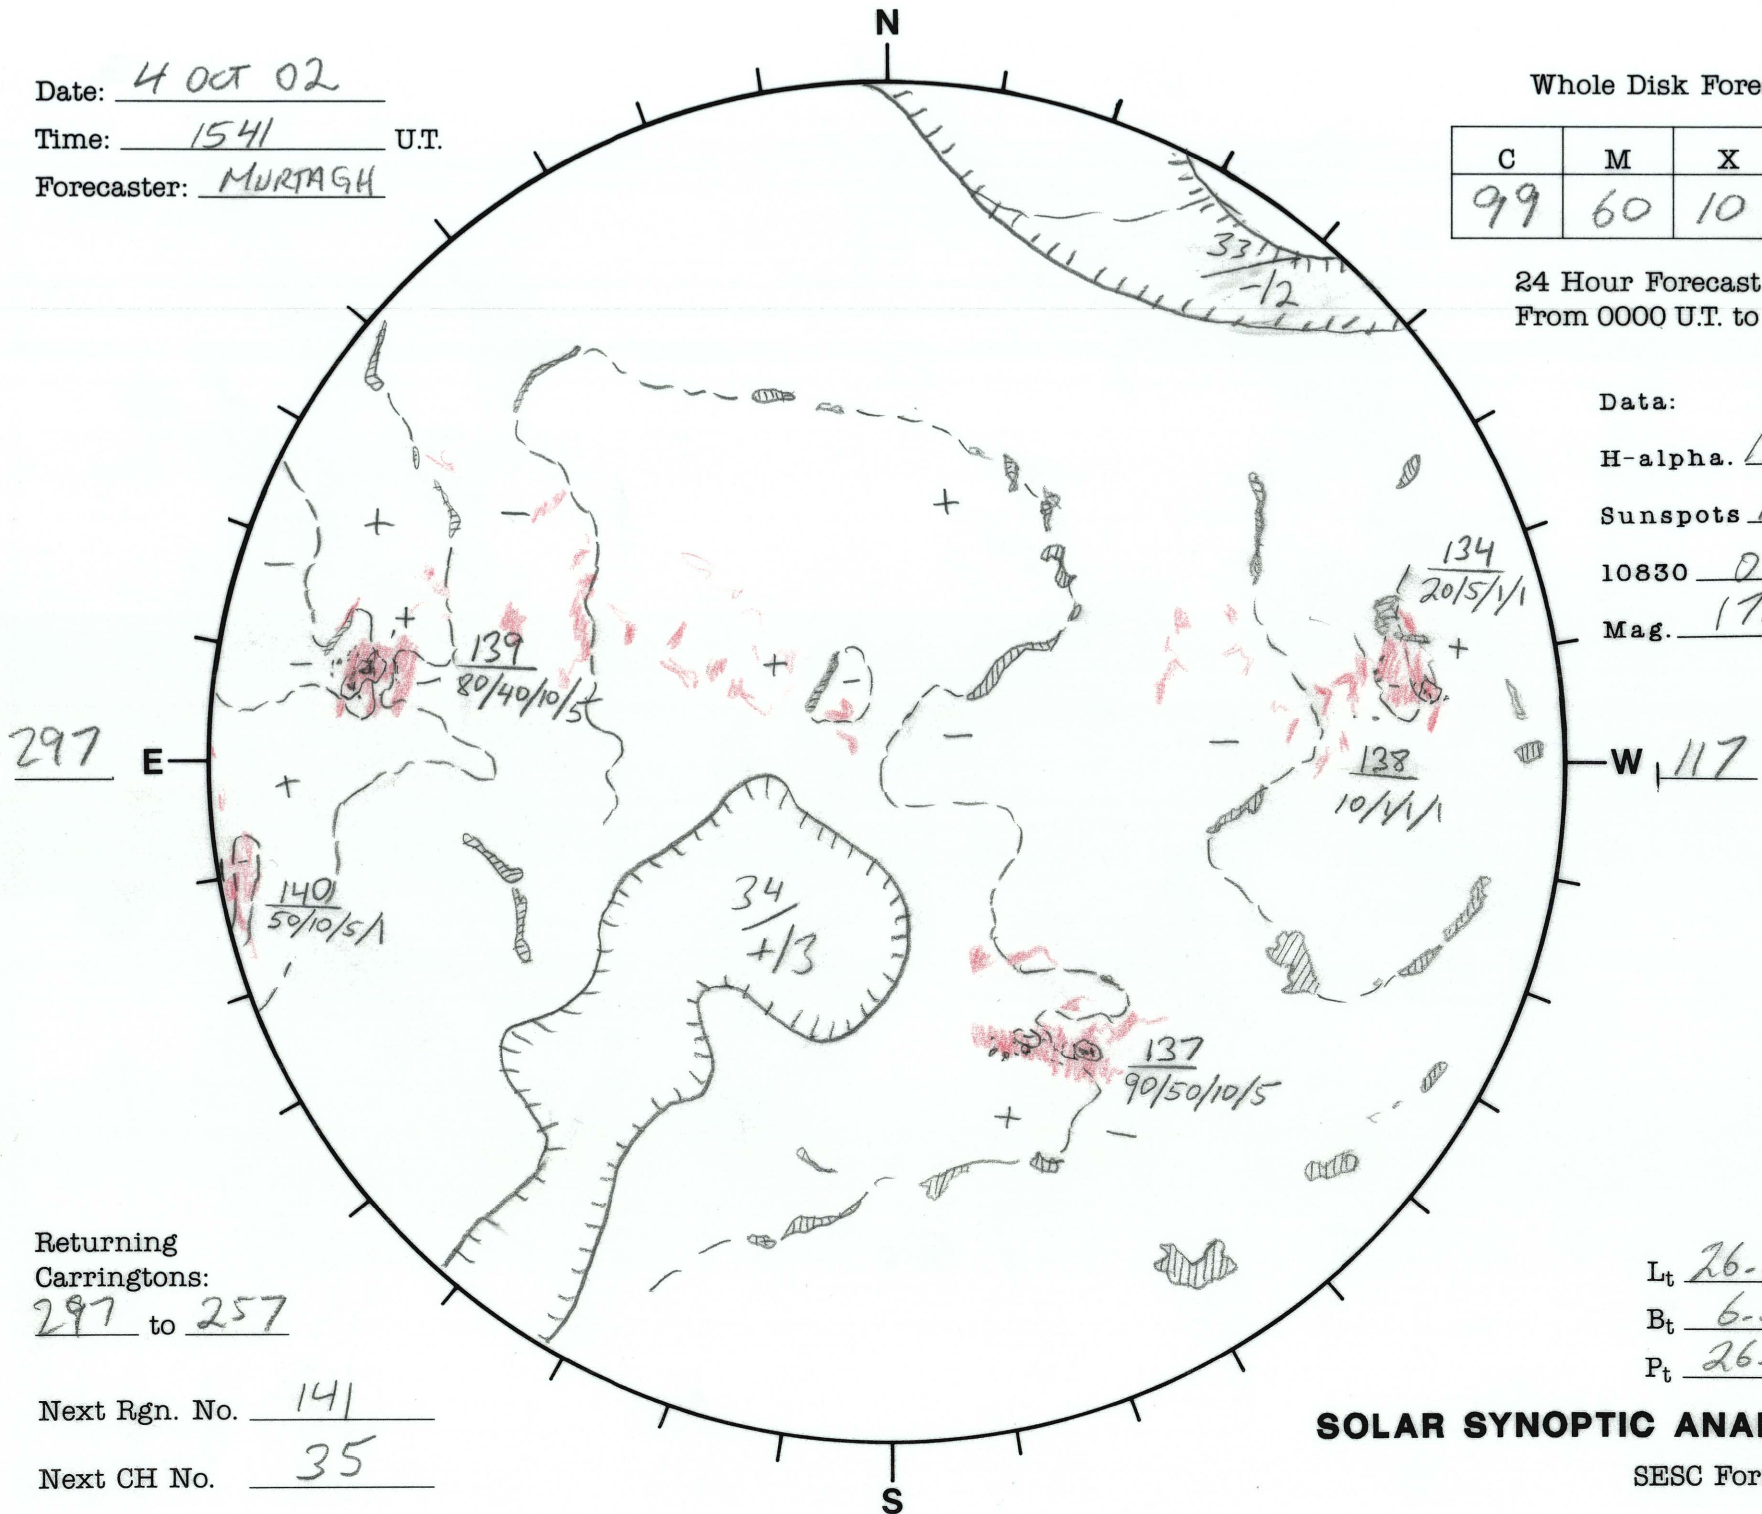 N
Date: 4 OCT 02
Time: 1541 U.T.
Forecaster: MURTAGH
Whole Disk Fore
C M X
99 60 10
33
-12
24 Hour Forecast
From 0000 U.T. to
Data:
H-alpha.
Sunspots
10830
Mag. 17
+
+
-
-
134
20/5/1/1
+
+
-
139
80/40/10/5
-
+
-
+
-
-
-
297 E
W 117
138
10/1/1/1
+
-
140
50/10/5/1
34
+13
137
90/50/10/5
+
-
Returning
Carringtons:
297 to 257
Lt 26.
Bt 6.
Pt 26.
Next Rgn. No. 141
Next CH No. 35
SOLAR SYNOPTIC ANA
SESC For
S